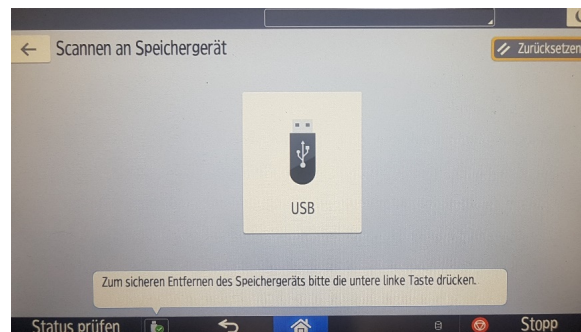 Scannen an Speichergerät
Zurücksetzen
USB
Zum sicheren Entfernen des Speichergeräts bitte die untere linke Taste drücken.
Status prüfen
Stopp